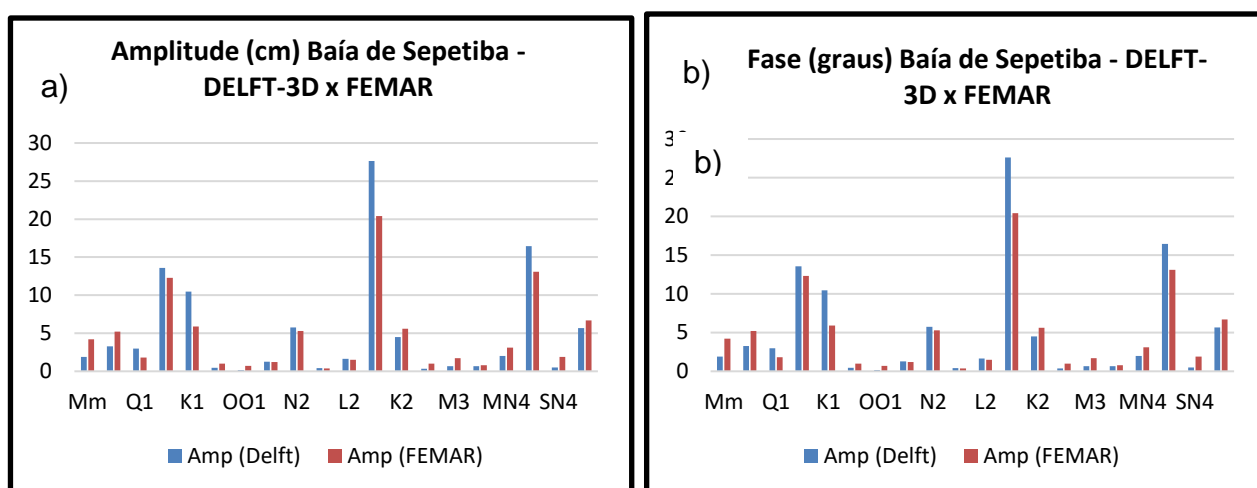 a)
Amplitude (cm) Baía de Sepetiba -
DELFT-3D x FEMAR
30
25
20
15
10
5
0
Mm Q1 K1 OO1 N2 L2 K2 M3 MN4 SN4
Amp (Delft) Amp (FEMAR)
b)
Fase (graus) Baía de Sepetiba - DELFT-
3D x FEMAR
b)
20
15
10
5
0
Mm Q1 K1 OO1 N2 L2 K2 M3 MN4 SN4
Amp (Delft) Amp (FEMAR)